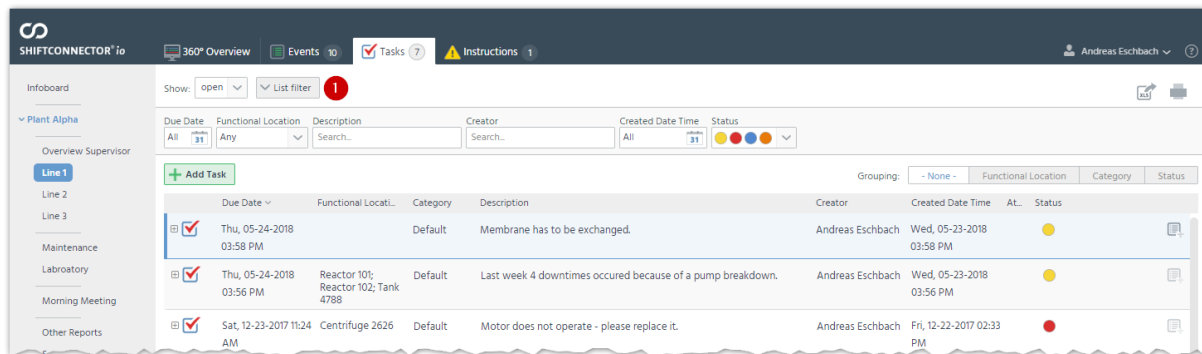 SHIFTCONNECTOR® io
360° Overview
Events 10
Tasks 7
Instructions 1
Andreas Eschbach
?
Infoboard
Plant Alpha
Overview Supervisor
Line 1
Line 2
Line 3
Maintenance
Labroatory
Morning Meeting
Other Reports
Show: open List filter 1
XLS
Due Date Functional Location Description Creator Created Date Time Status
All 31 Any Search... Search... All 31
Add Task
Grouping: - None - Functional Location Category Status
Due Date Functional Locati... Category Description Creator Created Date Time At... Status
Thu, 05-24-2018 Default Membrane has to be exchanged. Andreas Eschbach Wed, 05-23-2018
03:58 PM 03:58 PM
Thu, 05-24-2018 Reactor 101; Default Last week 4 downtimes occured because of a pump breakdown. Andreas Eschbach Wed, 05-23-2018
03:56 PM Reactor 102; Tank 03:56 PM
4788
Sat, 12-23-2017 11:24 Centrifuge 2626 Default Motor does not operate - please replace it. Andreas Eschbach Fri, 12-22-2017 02:33
AM PM